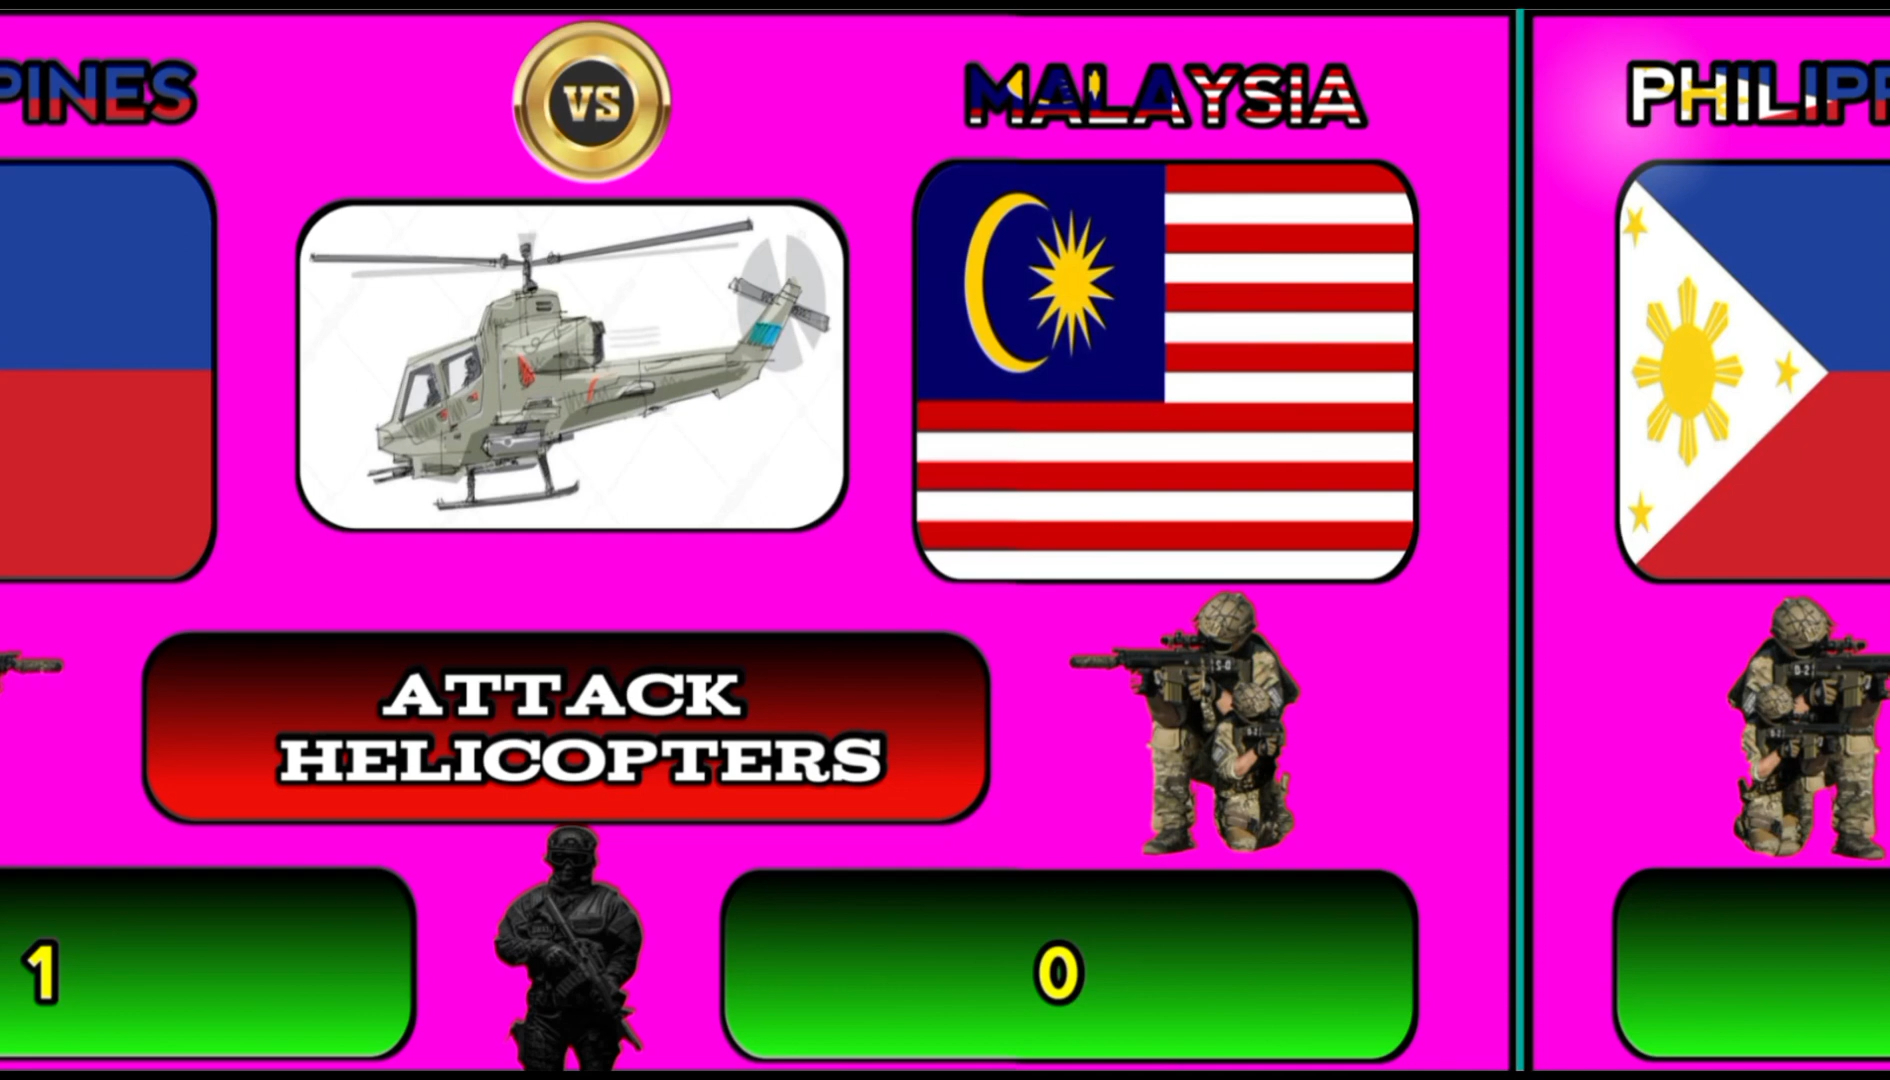 PINES
VS
MALAYSIA
PHILIPP
ATTACK
HELICOPTERS
1
0